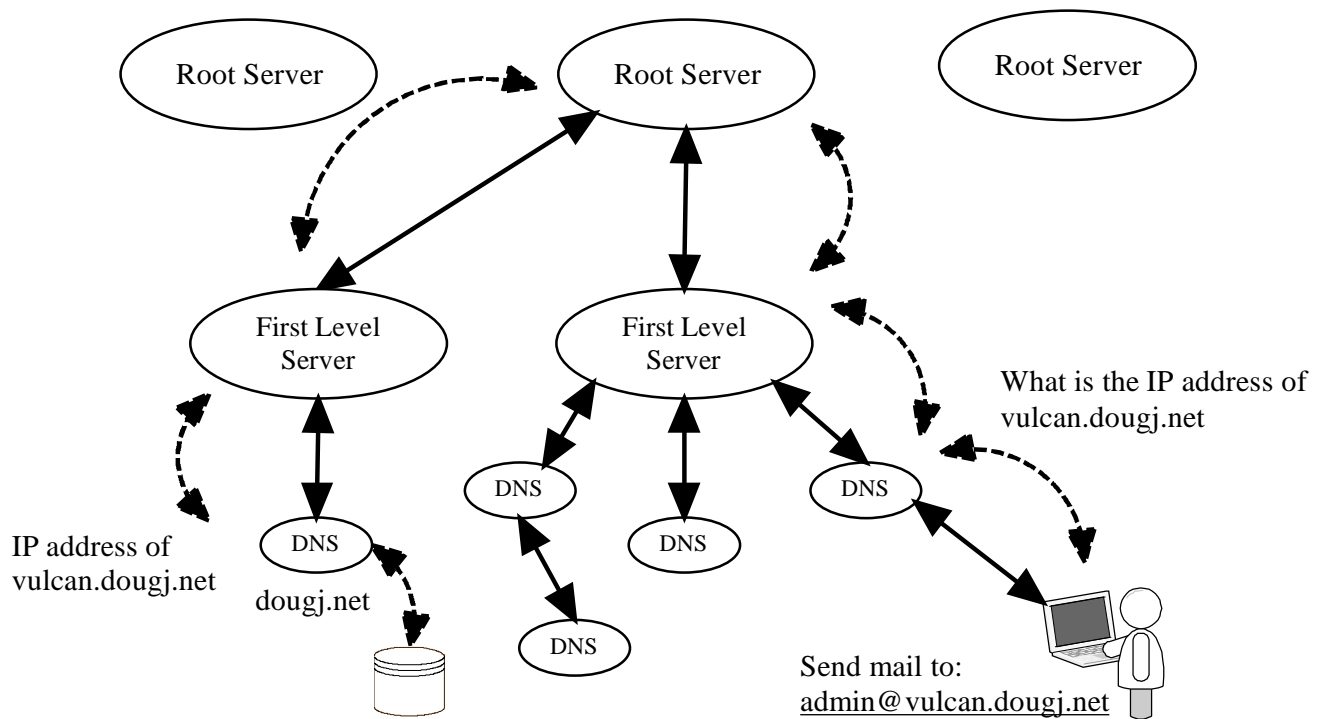 Root Server
Root Server
Root Server
First Level
Server
First Level
Server
What is the IP address of
vulcan.dougj.net
DNS
DNS
DNS
DNS
IP address of
vulcan.dougj.net
dougj.net
DNS
Send mail to:
admin@vulcan.dougj.net